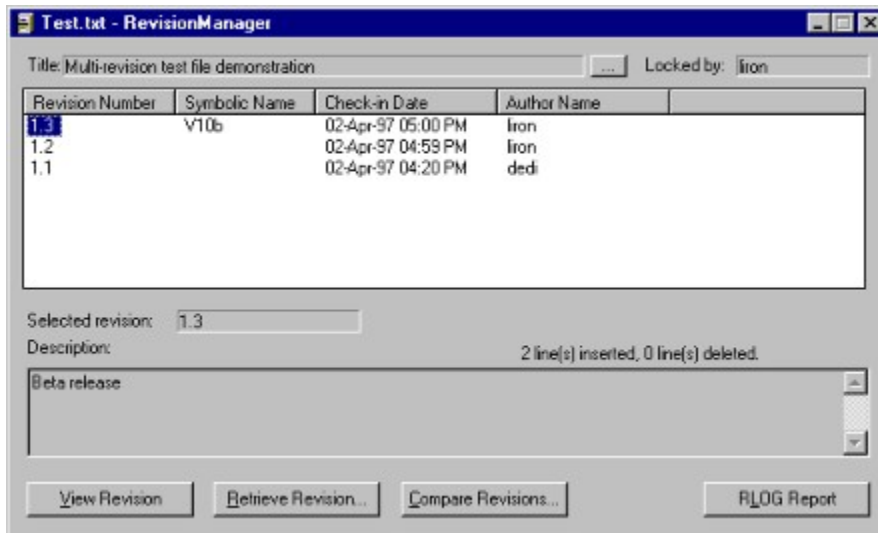 Test.txt - RevisionManager
Title: Multi-revision test file demonstration ... Locked by: liron
Revision Number Symbolic Name Check-in Date Author Name
1.3 V10b 02-Apr-97 05:00 PM liron
1.2 02-Apr-97 04:59 PM liron
1.1 02-Apr-97 04:20 PM dedi
Selected revision: 1.3
Description: 2 line(s) inserted, 0 line(s) deleted.
Beta release
View Revision Retrieve Revision... Compare Revisions... RLOG Report